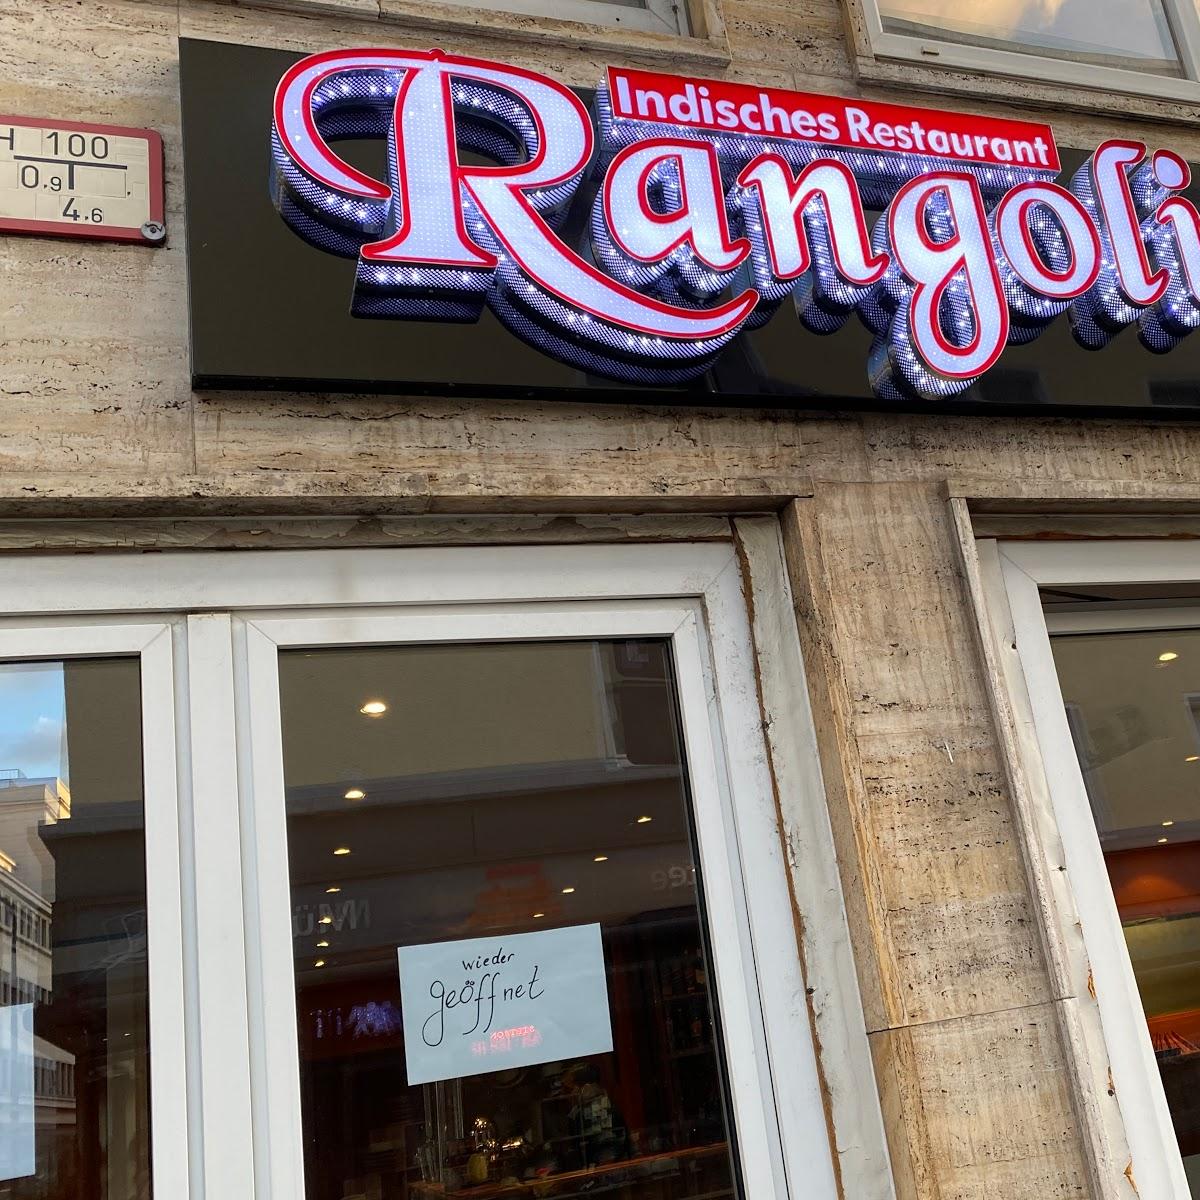 H 100
0,9
4,6
Indisches Restaurant
Rangoli
wieder
geöffnet